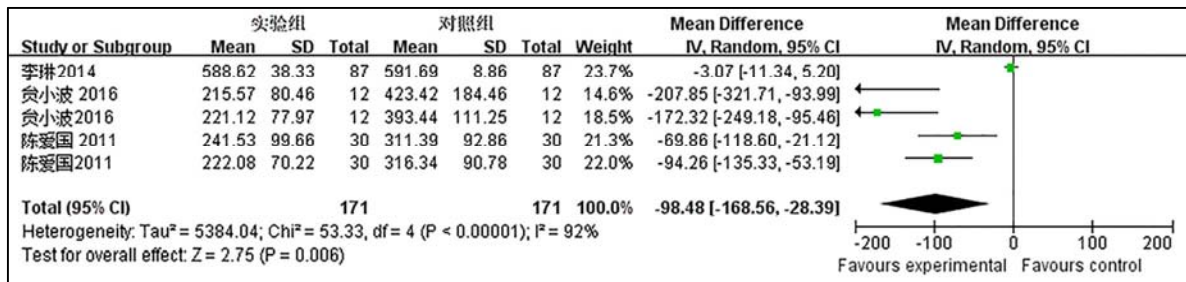 实验组 对照组 Mean Difference Mean Difference
Study or Subgroup Mean SD Total Mean SD Total Weight IV, Random, 95% CI IV, Random, 95% CI
李琳2014 588.62 38.33 87 591.69 8.86 87 23.7% -3.07 [-11.34, 5.20]
贠小波 2016 215.57 80.46 12 423.42 184.46 12 14.6% -207.85 [-321.71, -93.99]
贠小波2016 221.12 77.97 12 393.44 111.25 12 18.5% -172.32 [-249.18, -95.46]
陈爱国 2011 241.53 99.66 30 311.39 92.86 30 21.3% -69.86 [-118.60, -21.12]
陈爱国2011 222.08 70.22 30 316.34 90.78 30 22.0% -94.26 [-135.33, -53.19]
Total (95% CI) 171 171 100.0% -98.48 [-168.56, -28.39]
Heterogeneity: Tau² = 5384.04; Chi² = 53.33, df = 4 (P < 0.00001); I² = 92%
Test for overall effect: Z = 2.75 (P = 0.006)
-200 -100 0 100 200
Favours experimental Favours control